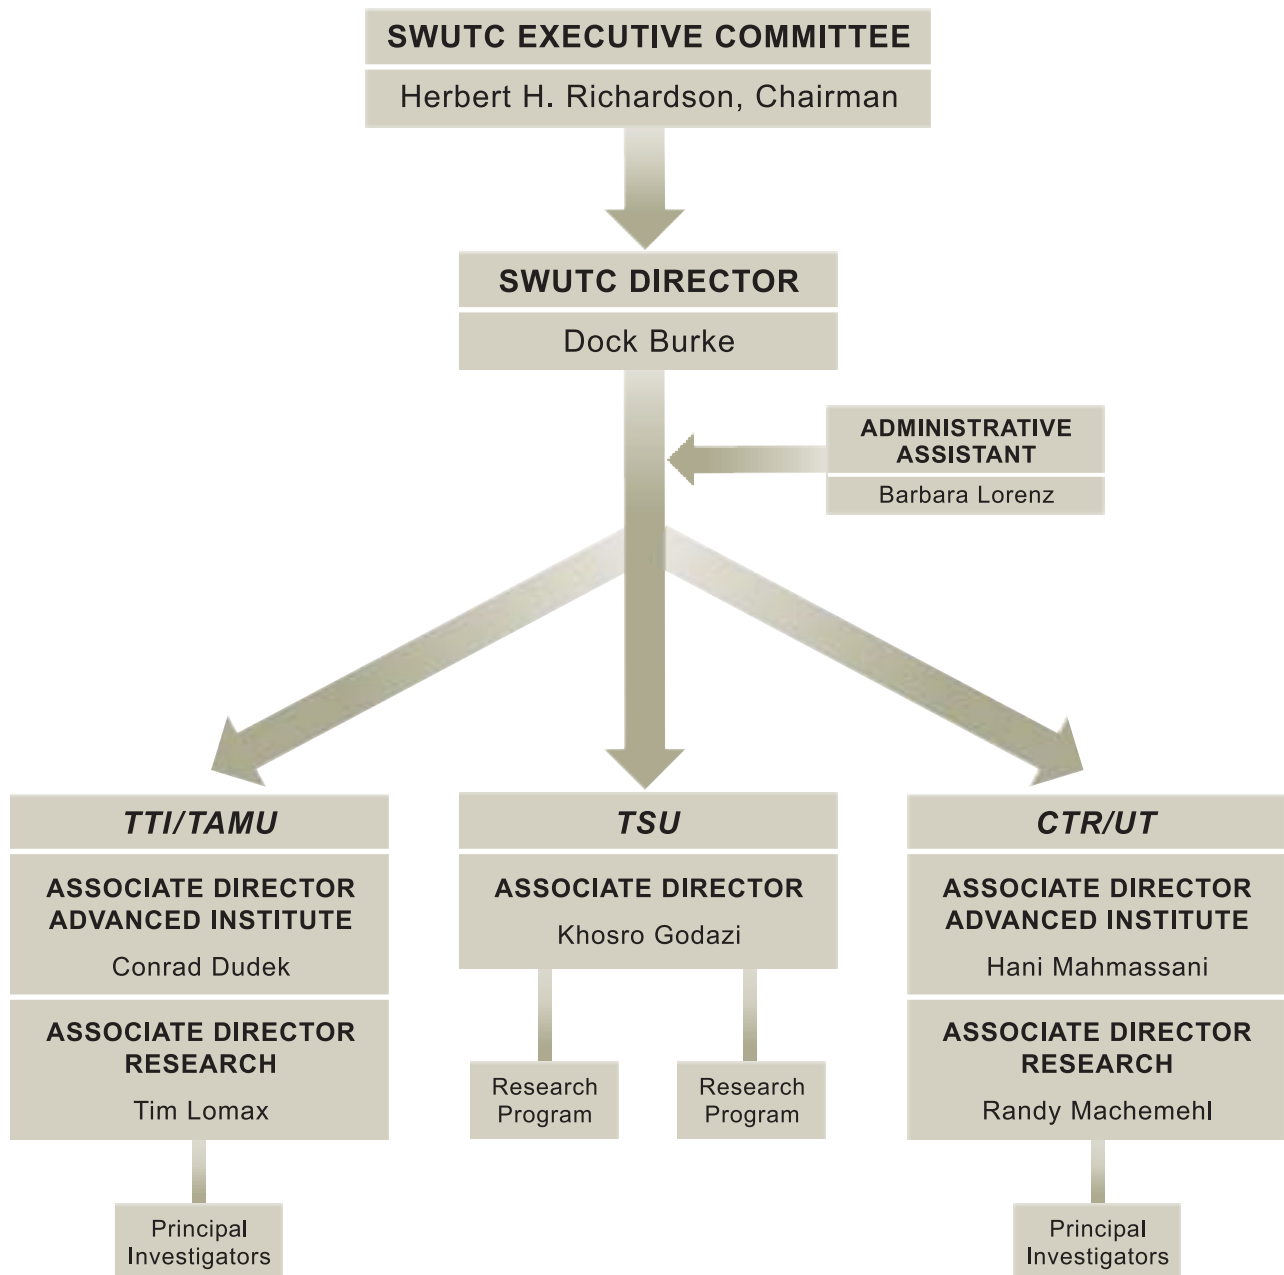 SWUTC EXECUTIVE COMMITTEE
Herbert H. Richardson, Chairman
SWUTC DIRECTOR
Dock Burke
ADMINISTRATIVE
ASSISTANT
Barbara Lorenz
TTI/TAMU
ASSOCIATE DIRECTOR
ADVANCED INSTITUTE
Conrad Dudek
ASSOCIATE DIRECTOR
RESEARCH
Tim Lomax
Principal
Investigators
TSU
ASSOCIATE DIRECTOR
Khosro Godazi
Research
Program
Research
Program
CTR/UT
ASSOCIATE DIRECTOR
ADVANCED INSTITUTE
Hani Mahmassani
ASSOCIATE DIRECTOR
RESEARCH
Randy Machemehl
Principal
Investigators